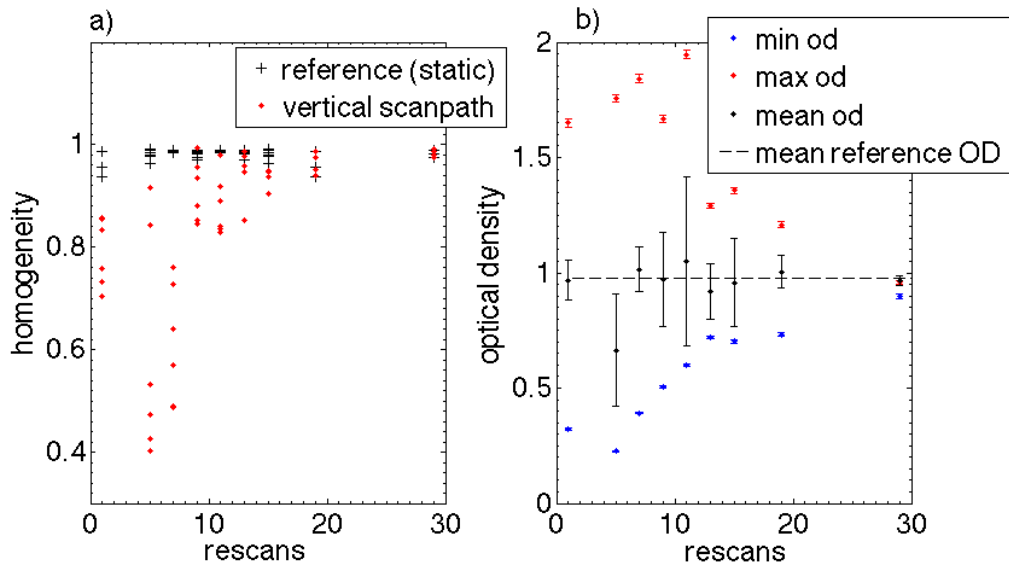 a)
reference (static)
vertical scanpath
homogeneity
1
0.8
0.6
0.4
0
10
20
30
rescans
b)
min od
max od
mean od
mean reference OD
optical density
2
1.5
1
0.5
0
0
10
20
30
rescans